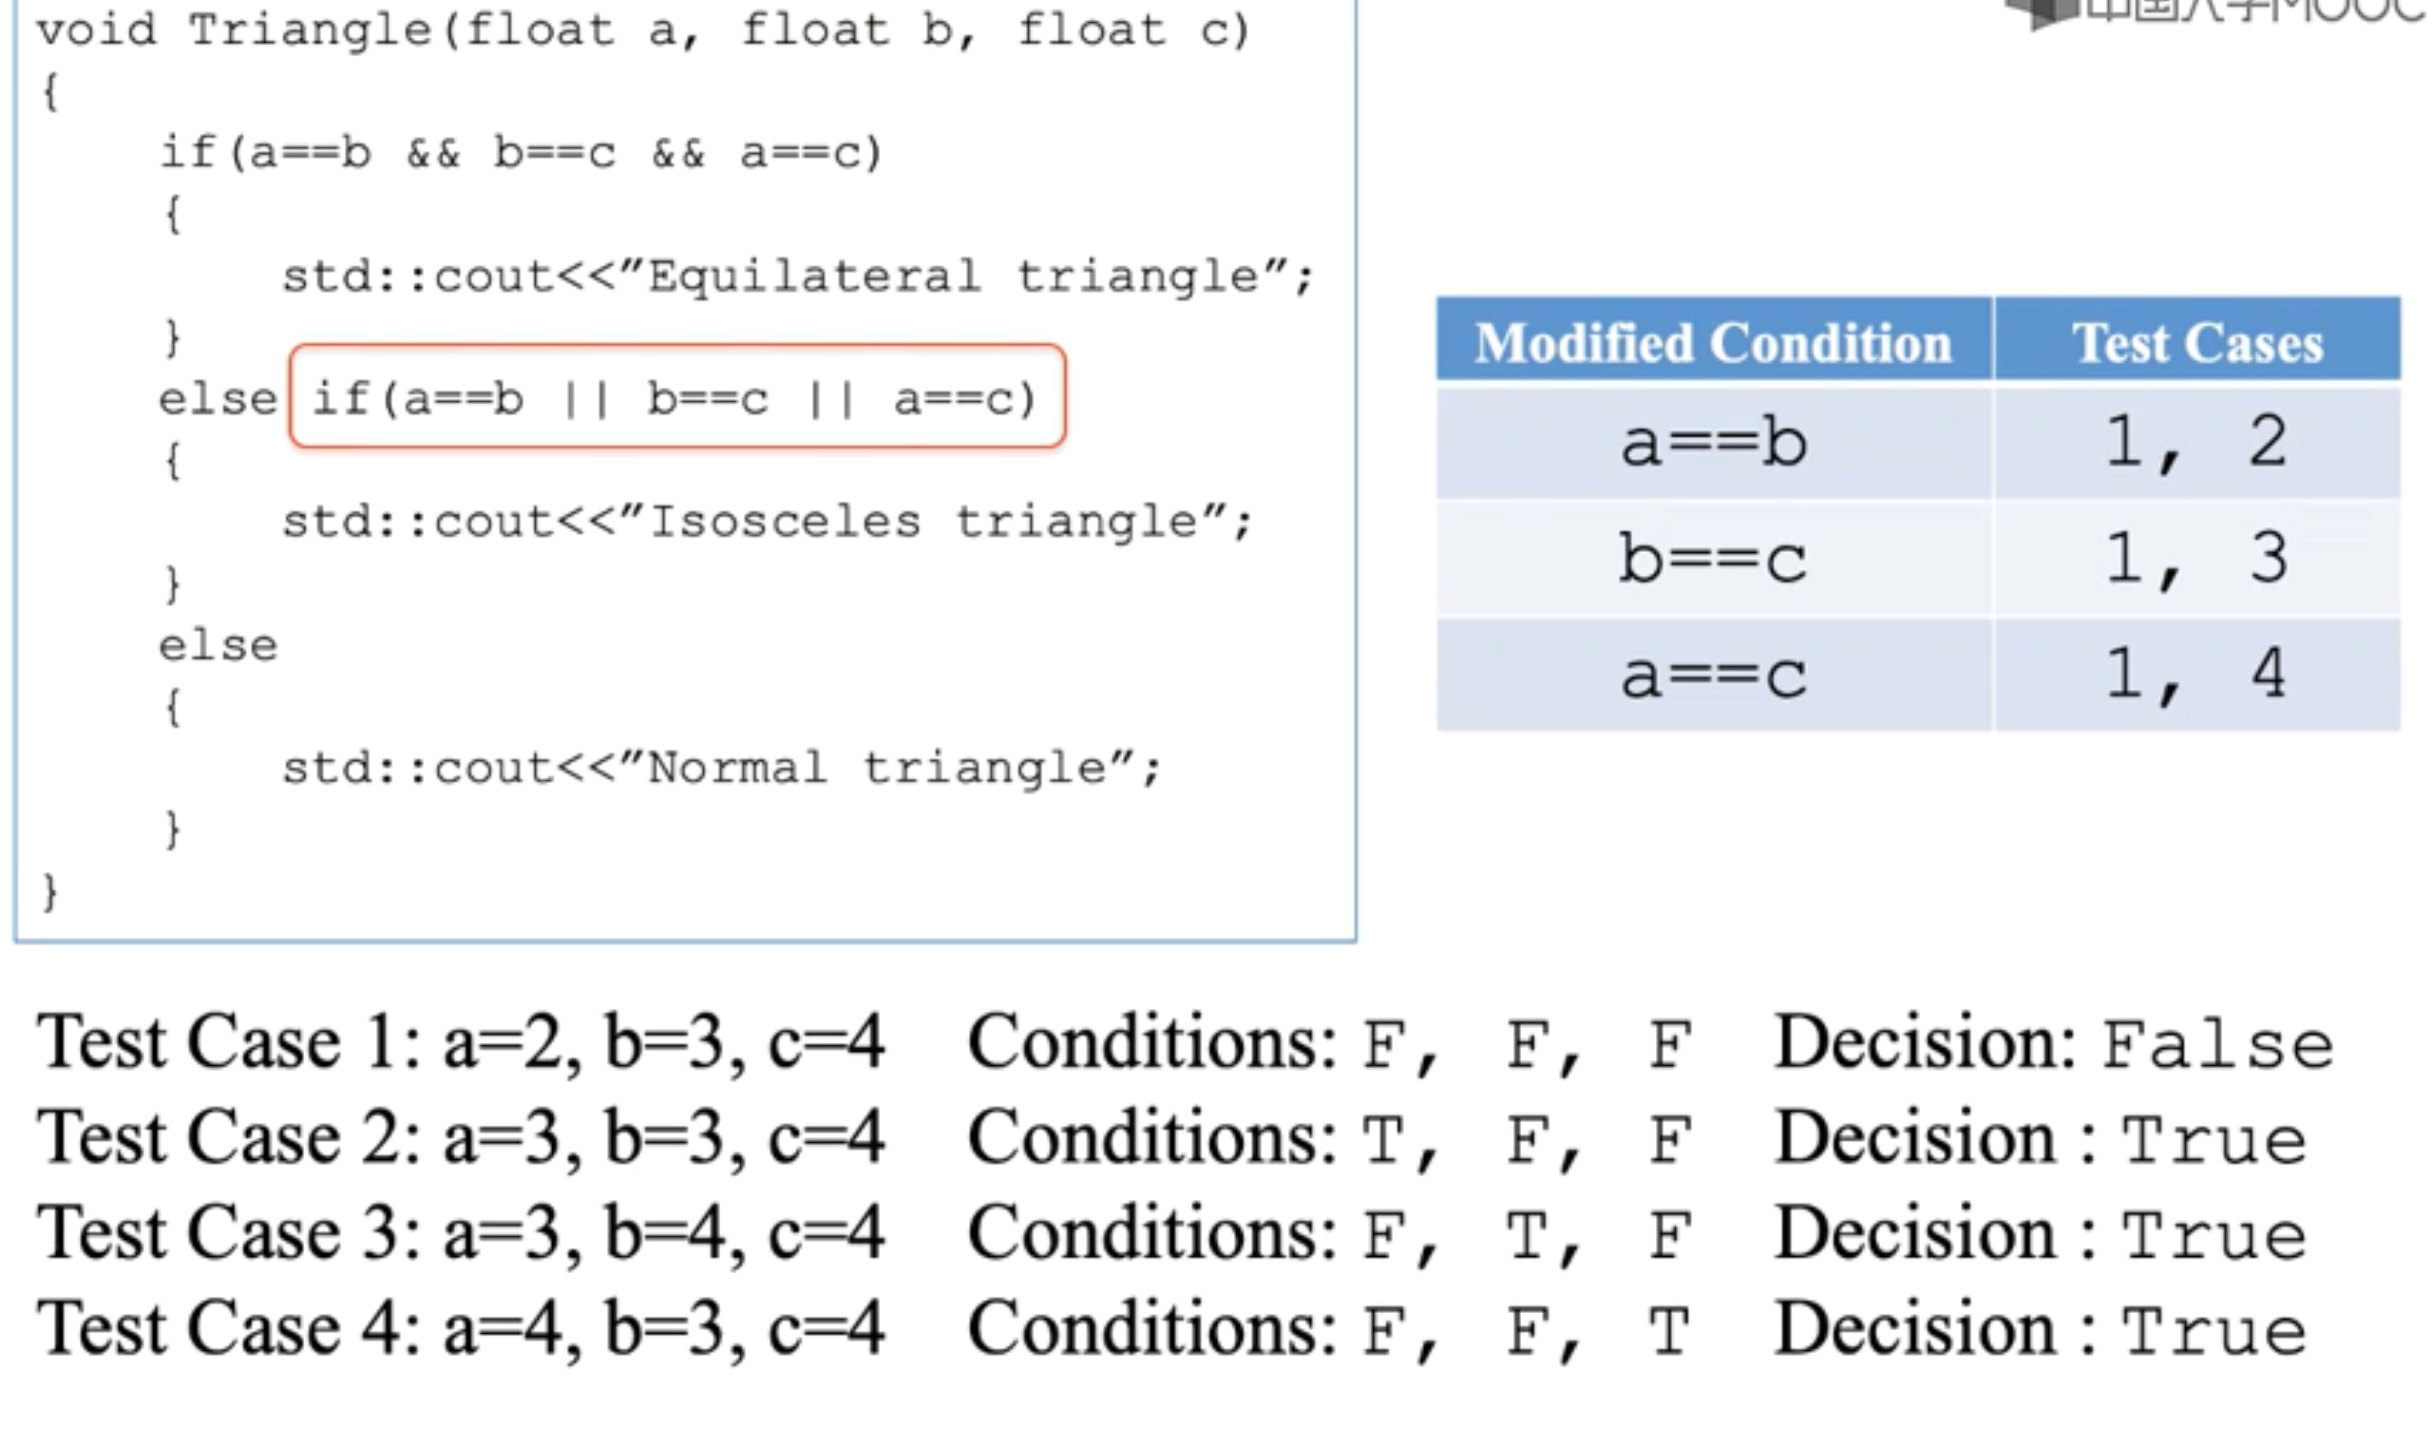 中国大学MOOC
void Triangle(float a, float b, float c)
{
if(a==b && b==c && a==c)
{
std::cout<<”Equilateral triangle”;
}
else if(a==b || b==c || a==c)
{
std::cout<<”Isosceles triangle”;
}
else
{
std::cout<<”Normal triangle”;
}
}
Modified Condition Test Cases
a==b 1, 2
b==c 1, 3
a==c 1, 4
Test Case 1: a=2, b=3, c=4 Conditions: F, F, F Decision: False
Test Case 2: a=3, b=3, c=4 Conditions: T, F, F Decision : True
Test Case 3: a=3, b=4, c=4 Conditions: F, T, F Decision : True
Test Case 4: a=4, b=3, c=4 Conditions: F, F, T Decision : True